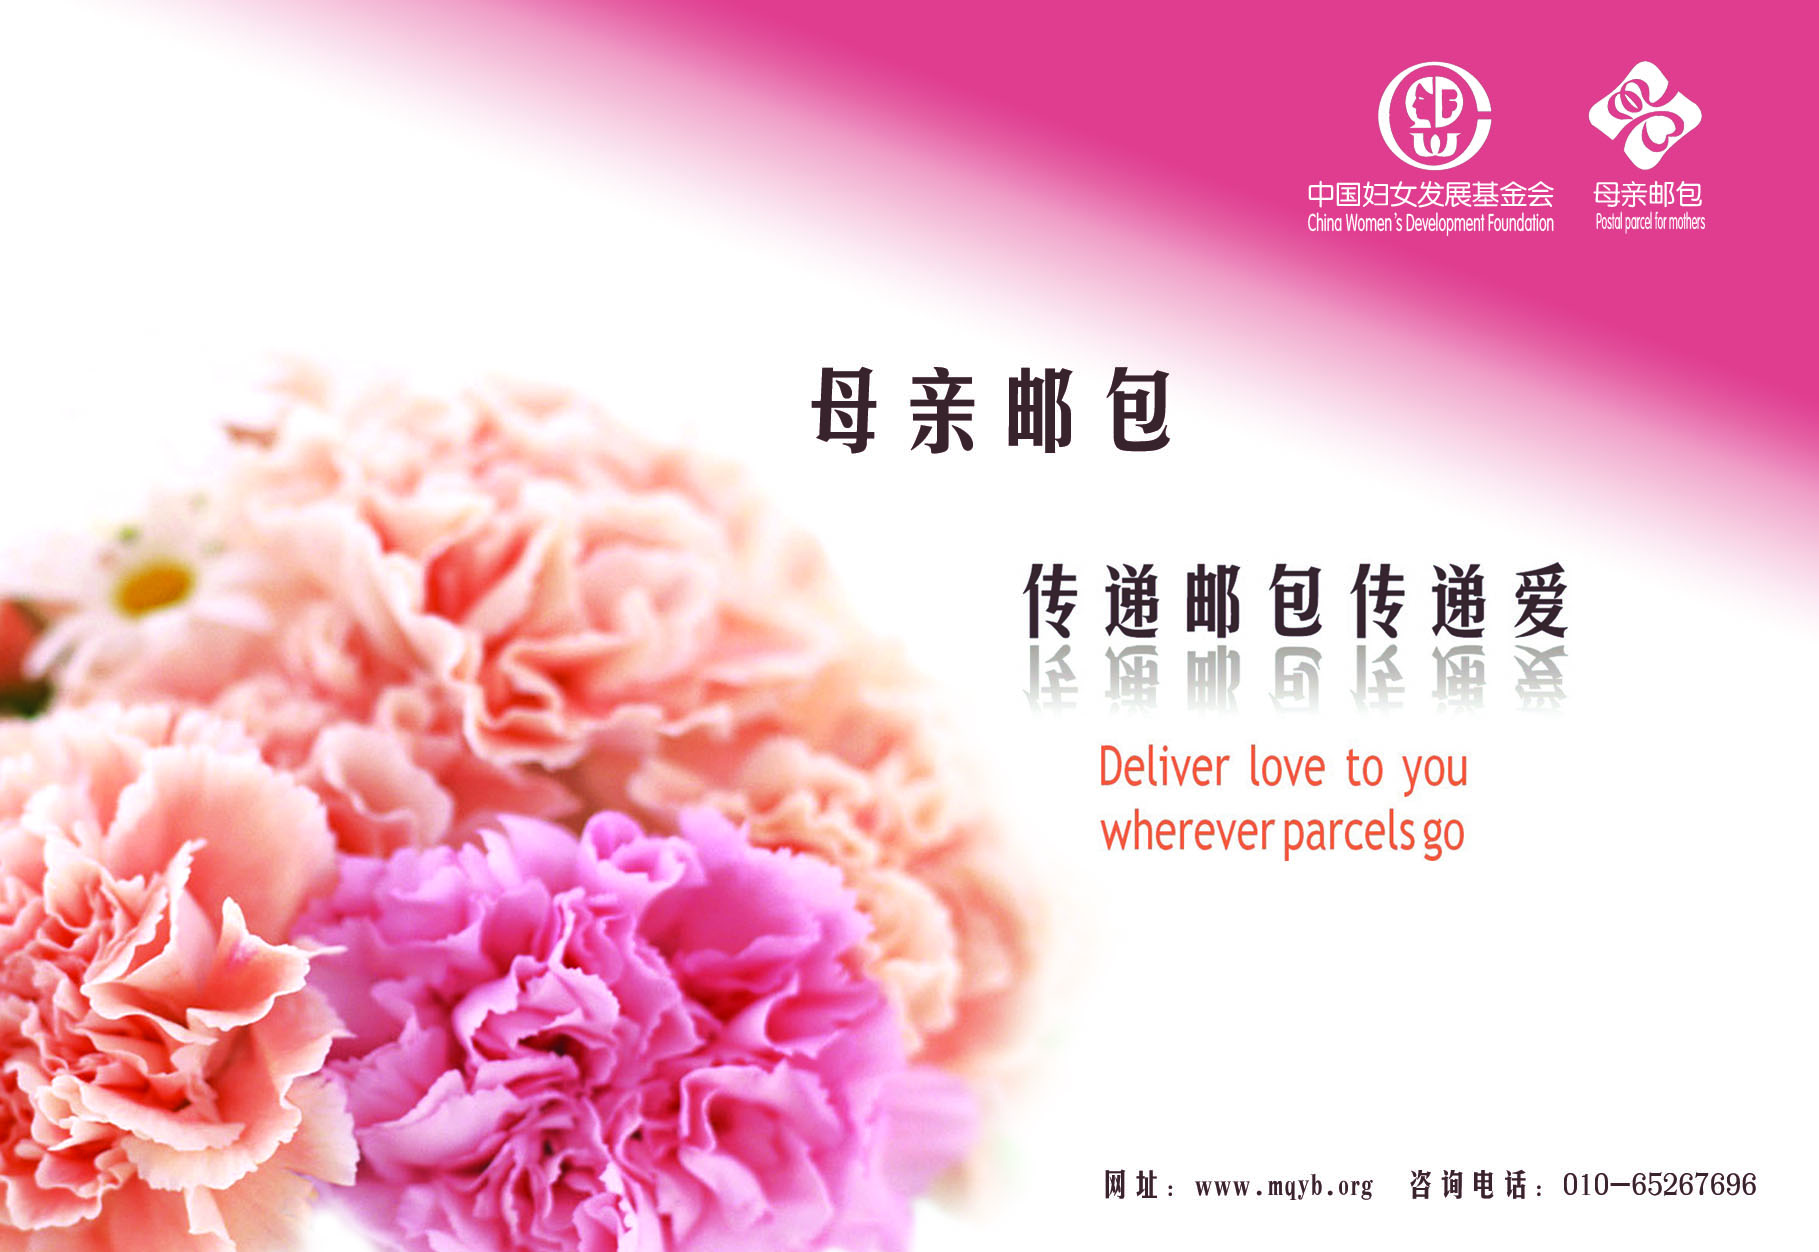 中国妇女发展基金会
China Women's Development Foundation
母亲邮包
Postal parcel for mothers
母亲邮包
传递邮包传递爱
Deliver love to you
wherever parcels go
网址：www.mqyb.org 咨询电话：010-65267696